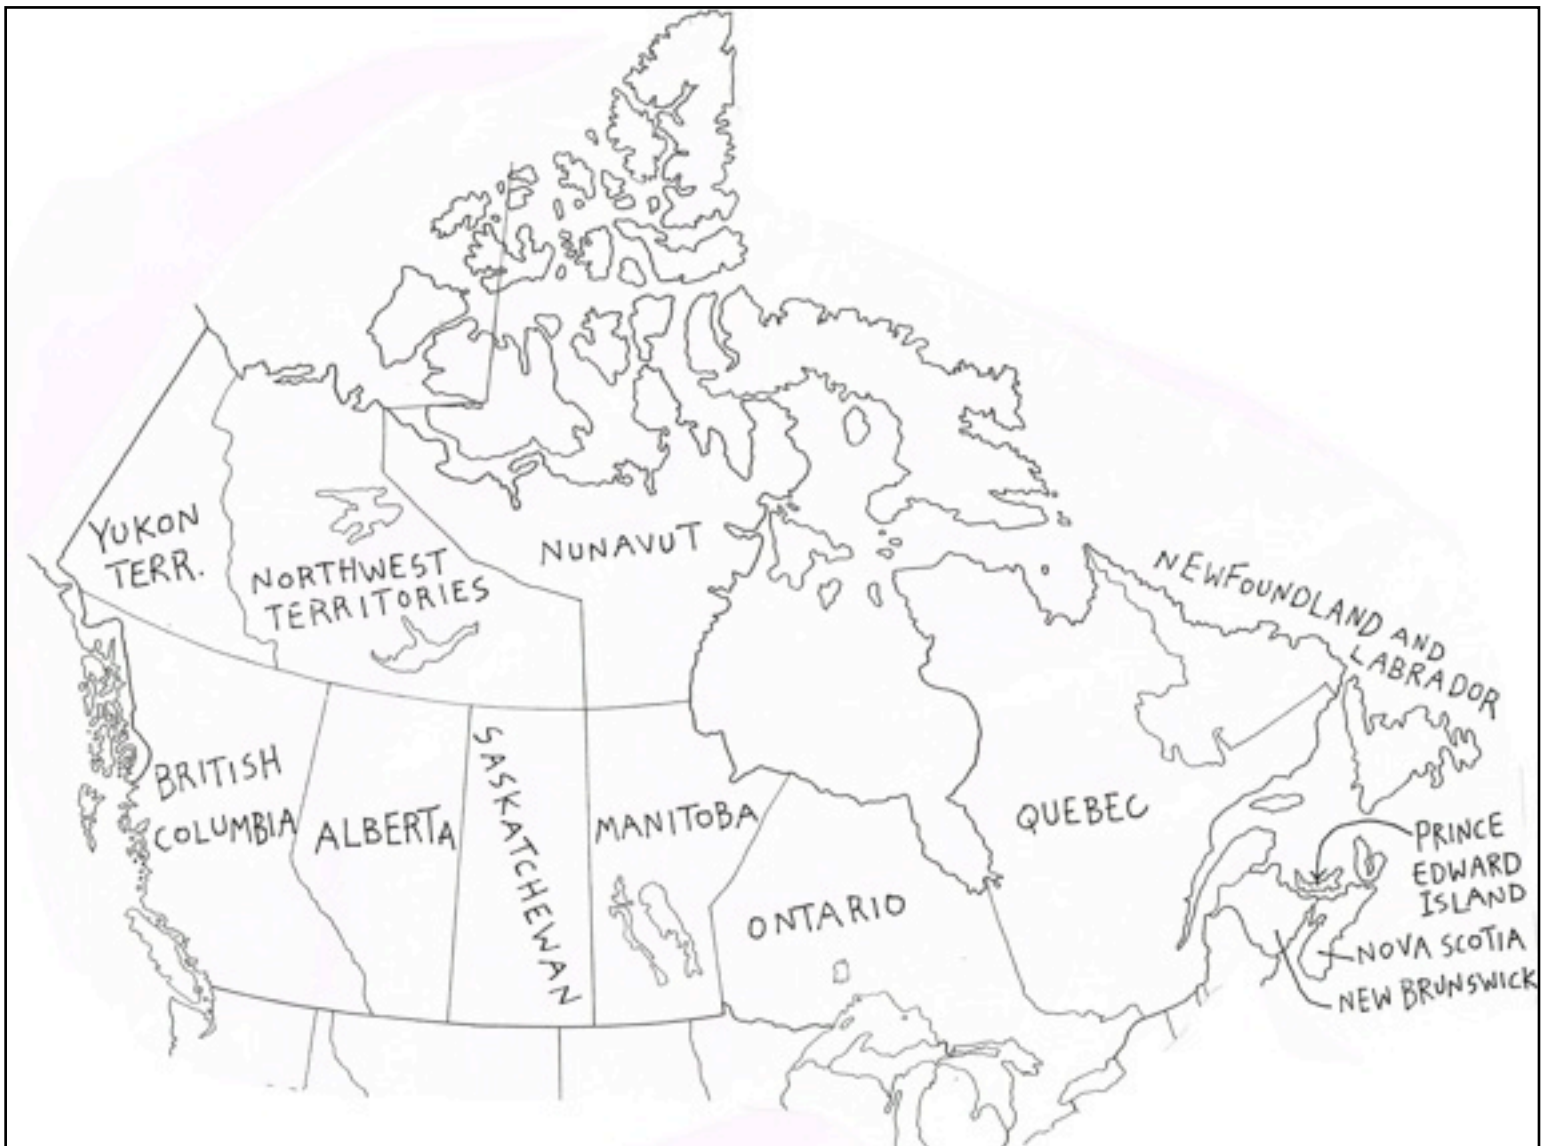 YUKON
TERR.
NORTHWEST
TERRITORIES
NUNAVUT
NEWFOUNDLAND AND
LABRADOR
BRITISH
COLUMBIA
ALBERTA
SASKATCHEWAN
MANITOBA
ONTARIO
QUEBEC
PRINCE
EDWARD
ISLAND
NOVA SCOTIA
NEW BRUNSWICK